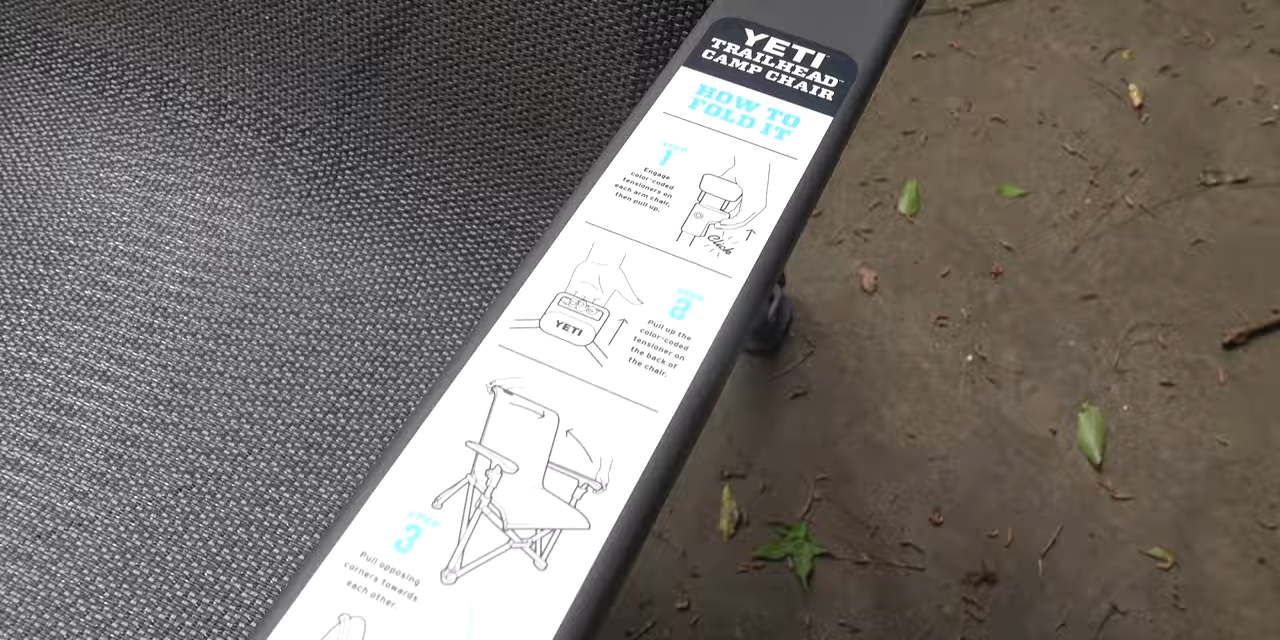 YETI
TRAILHEAD™
CAMP CHAIR
HOW TO
FOLD IT
STEP
1
Engage
color-coded
tensioners on
each arm chair,
then pull up.
Click
YETI
STEP
2
Pull up the
color-coded
tensioner on
the back of
the chair.
STEP
3
Pull opposing
corners towards
each other.